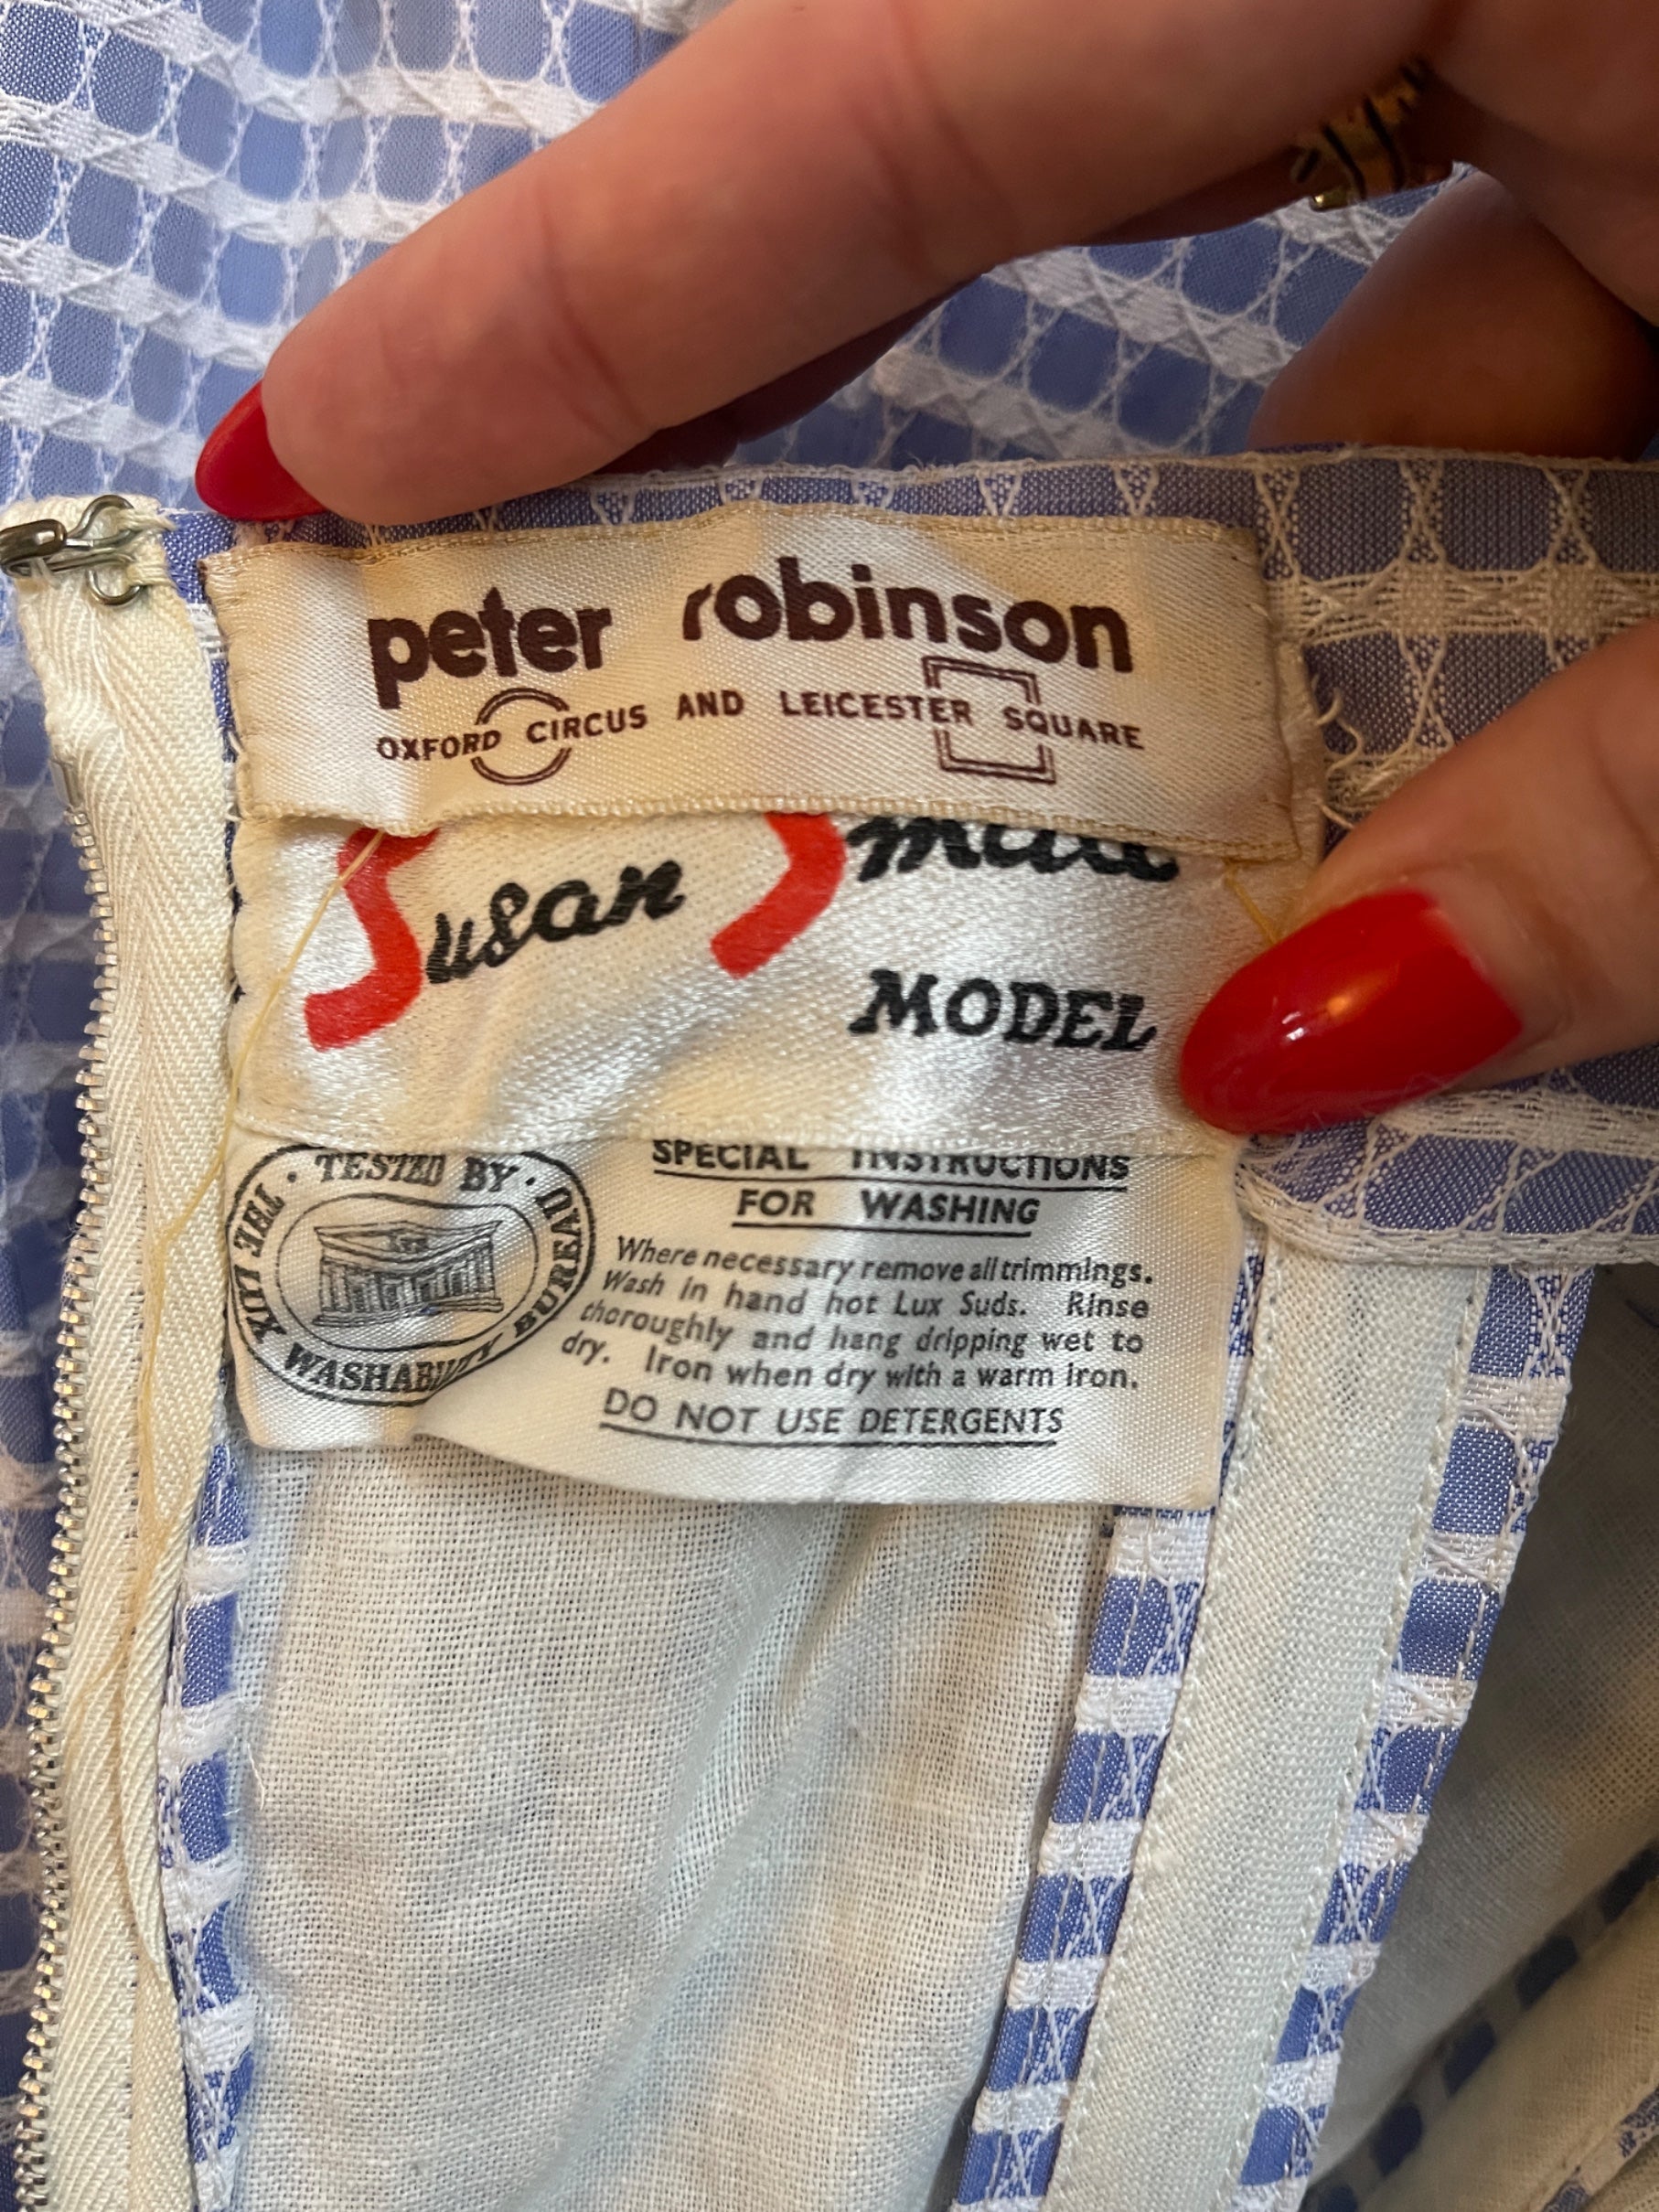 peter robinson
OXFORD CIRCUS AND LEICESTER SQUARE
Susan Small
MODEL
· TESTED BY ·
THE LUX
WASHABILITY BUREAU
SPECIAL INSTRUCTIONS
FOR WASHING
Where necessary remove all trimmings.
Wash in hand hot Lux Suds. Rinse
thoroughly and hang dripping wet to
dry. Iron when dry with a warm iron.
DO NOT USE DETERGENTS